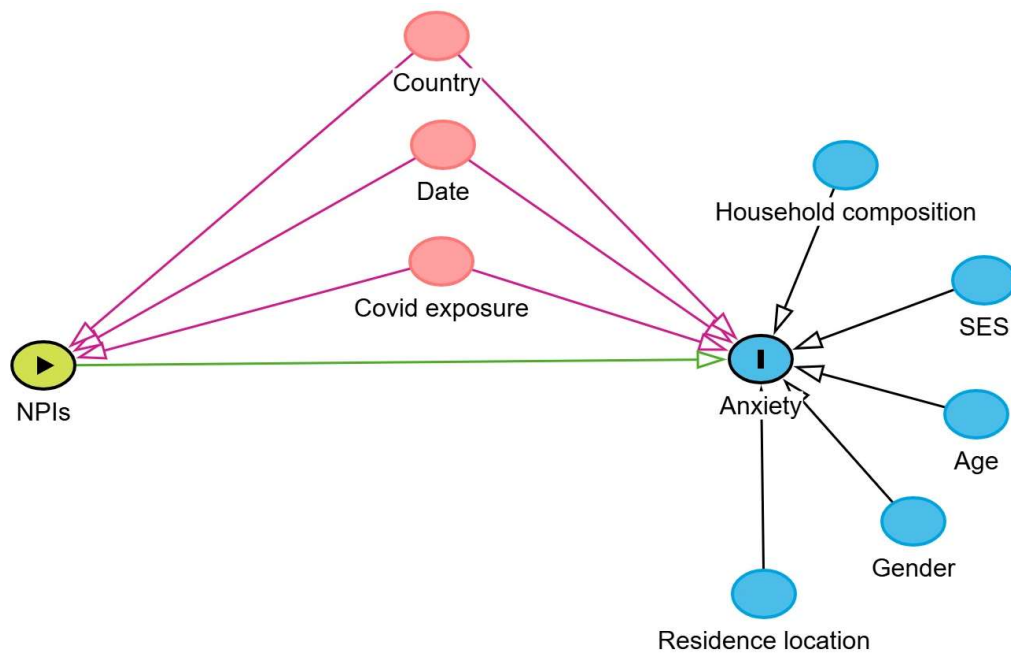 Country
Date
Household composition
Covid exposure
SES
NPIs
Anxiety
Age
Gender
Residence location